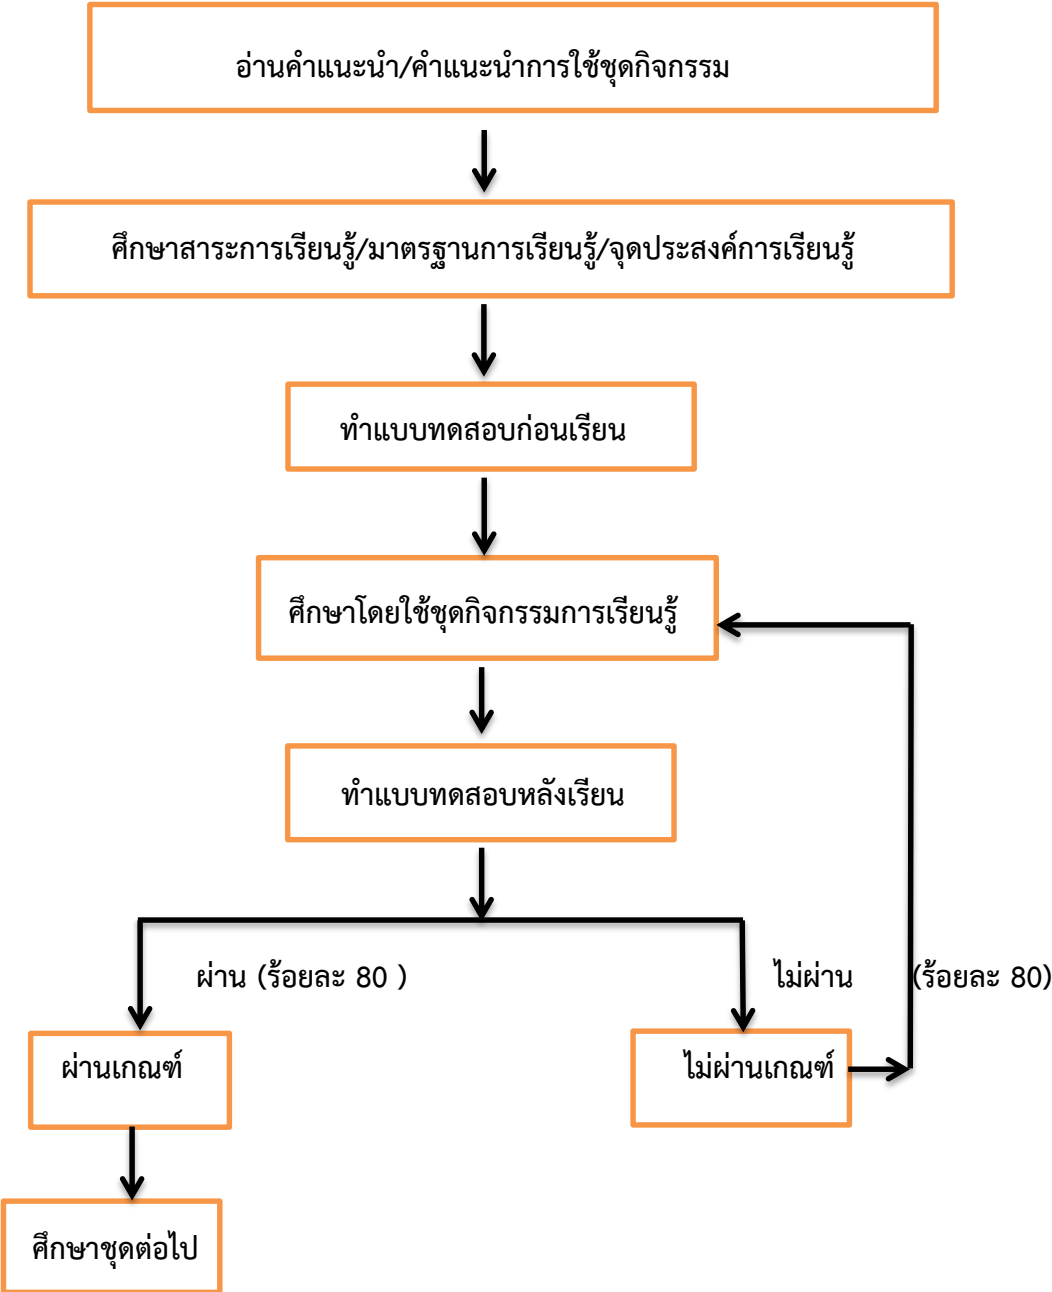 อ่านคำแนะนำ/คำแนะนำการใช้ชุดกิจกรรม
ศึกษาสาระการเรียนรู้/มาตรฐานการเรียนรู้/จุดประสงค์การเรียนรู้
ทำแบบทดสอบก่อนเรียน
ศึกษาโดยใช้ชุดกิจกรรมการเรียนรู้
ทำแบบทดสอบหลังเรียน
ผ่าน (ร้อยละ 80 )
ไม่ผ่าน (ร้อยละ 80)
ผ่านเกณฑ์
ไม่ผ่านเกณฑ์
ศึกษาชุดต่อไป